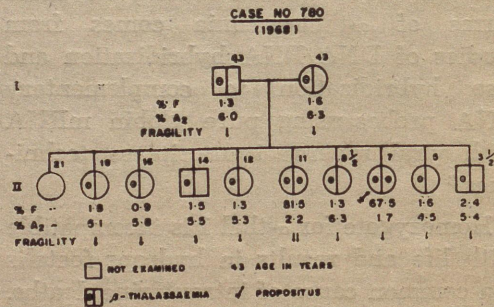 CASE NO 780
(1968)
43 43
I
% F 1·3 1·6
% A2 6·0 6·3
FRAGILITY ↓ ↓
21 19 16 14 12 11 8½ 7 5 3½
II
% F - 1·8 0·9 1·5 1·3 81·5 1·3 67·5 1·6 2·4
% A2 - 5·1 5·8 5·5 5·3 2·2 6·3 1·7 4·5 5·4
FRAGILITY ↓ ↓ ↓ ↓ ↓↓ ↓ ↓ ↓
NOT EXAMINED 43 AGE IN YEARS
β-THALASSAEMIA PROPOSITUS